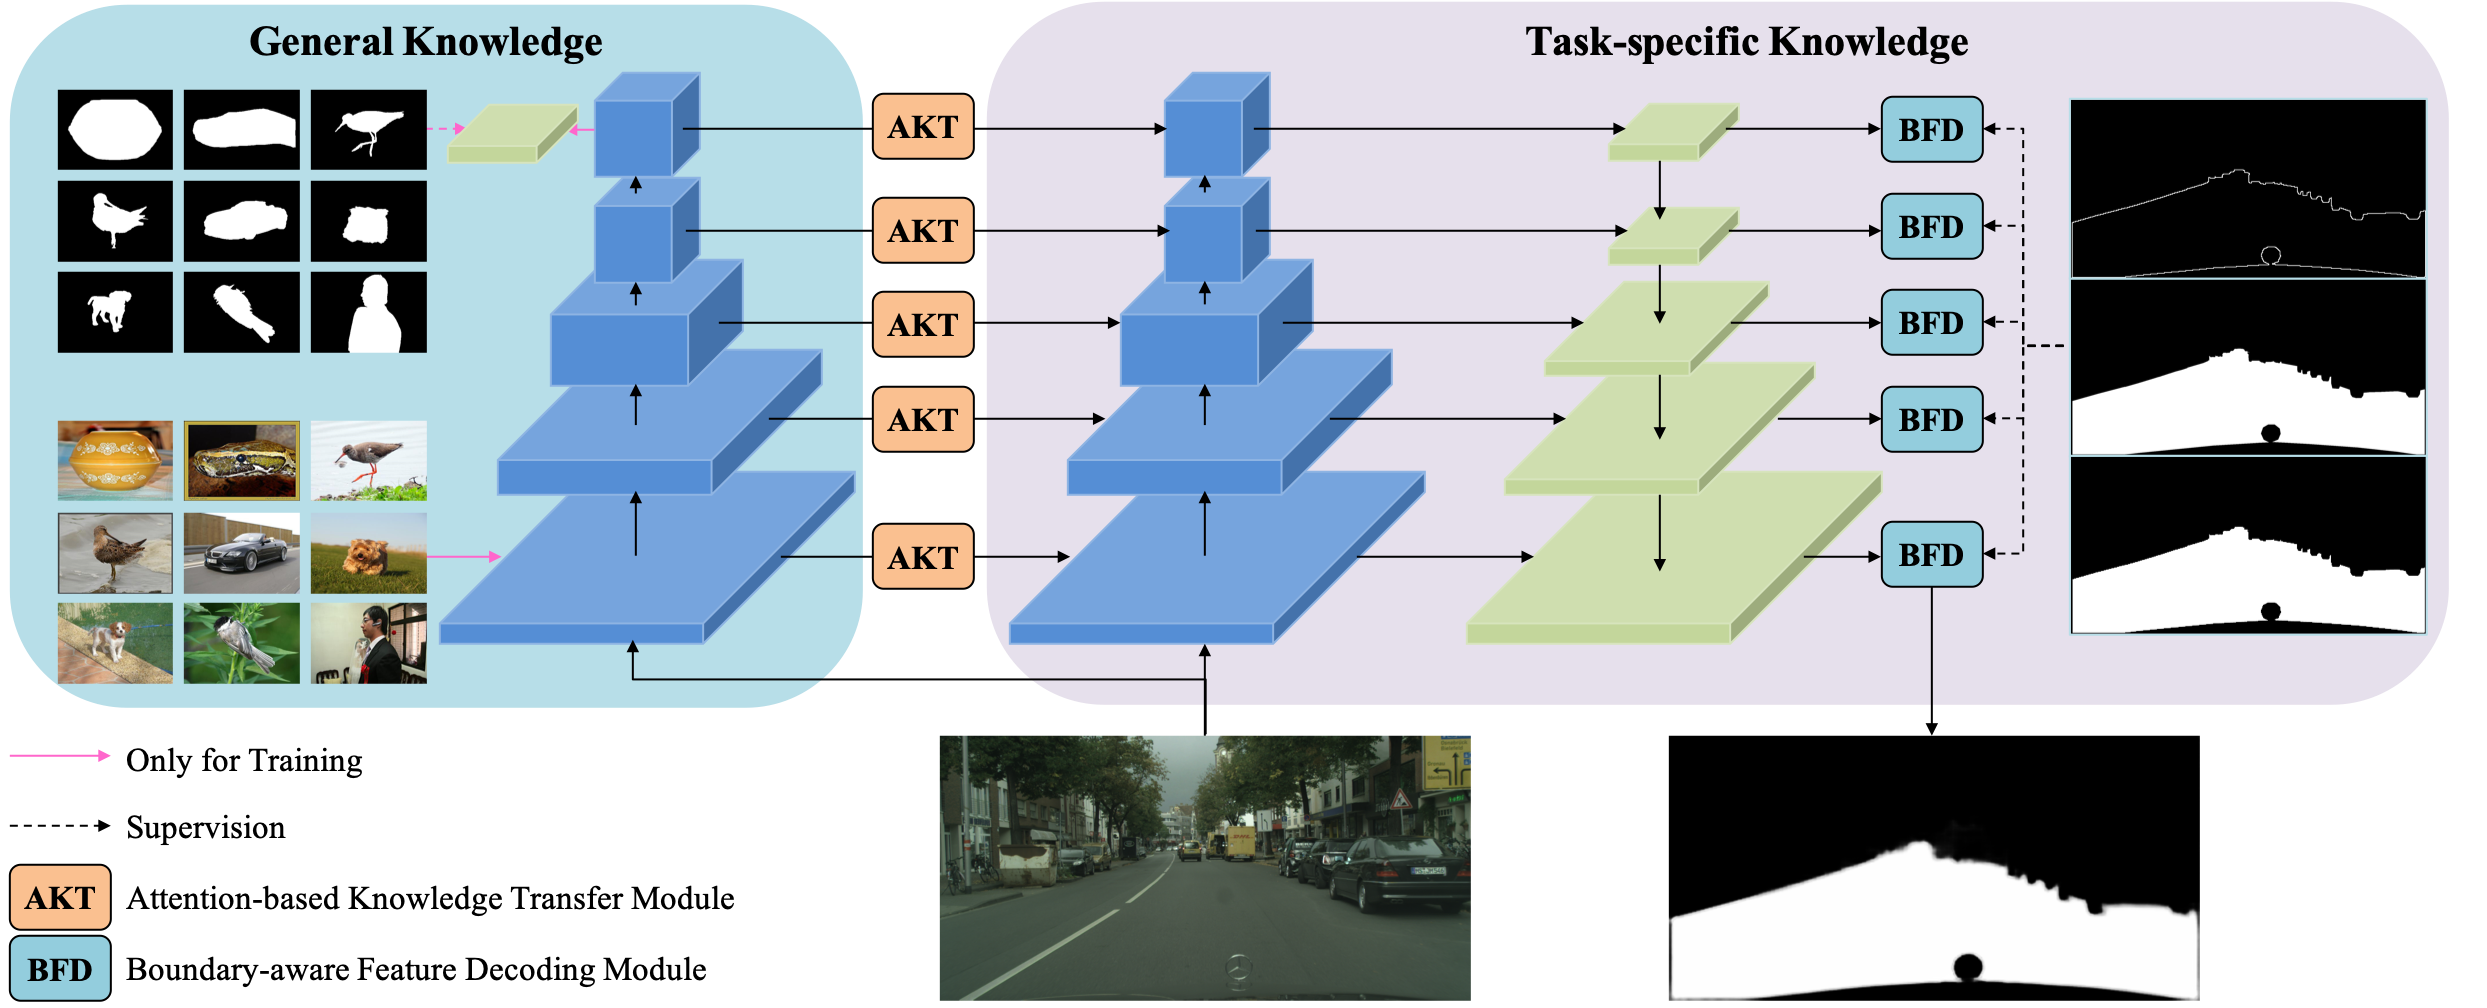 General Knowledge
Task-specific Knowledge
AKT
BFD
AKT
BFD
AKT
BFD
AKT
BFD
AKT
BFD
Only for Training
Supervision
AKT
Attention-based Knowledge Transfer Module
BFD
Boundary-aware Feature Decoding Module